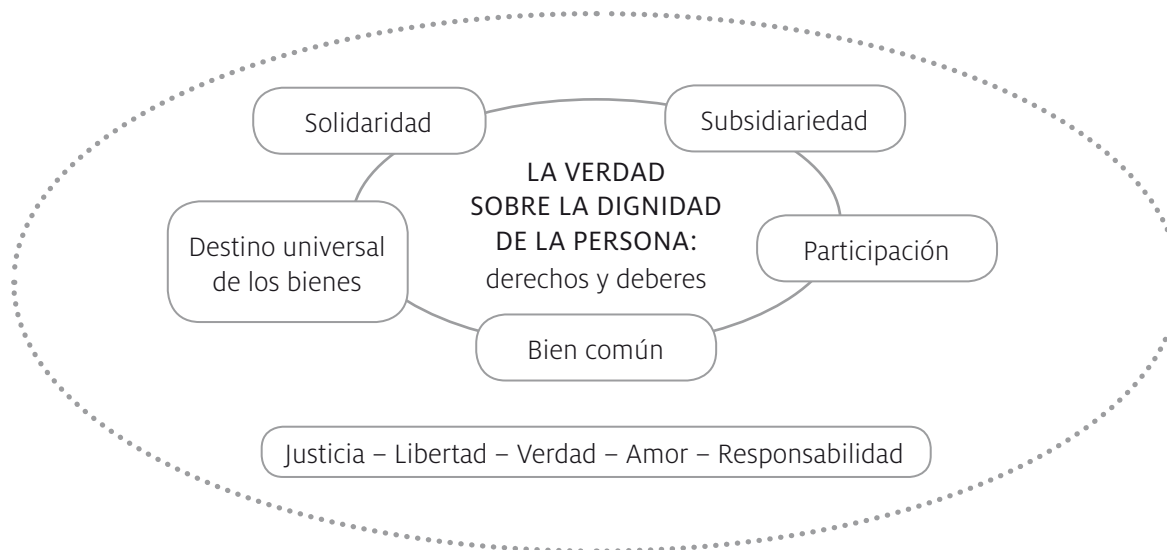 Solidaridad
Subsidiariedad
LA VERDAD
SOBRE LA DIGNIDAD
DE LA PERSONA:
derechos y deberes
Destino universal
de los bienes
Participación
Bien común
Justicia – Libertad – Verdad – Amor – Responsabilidad